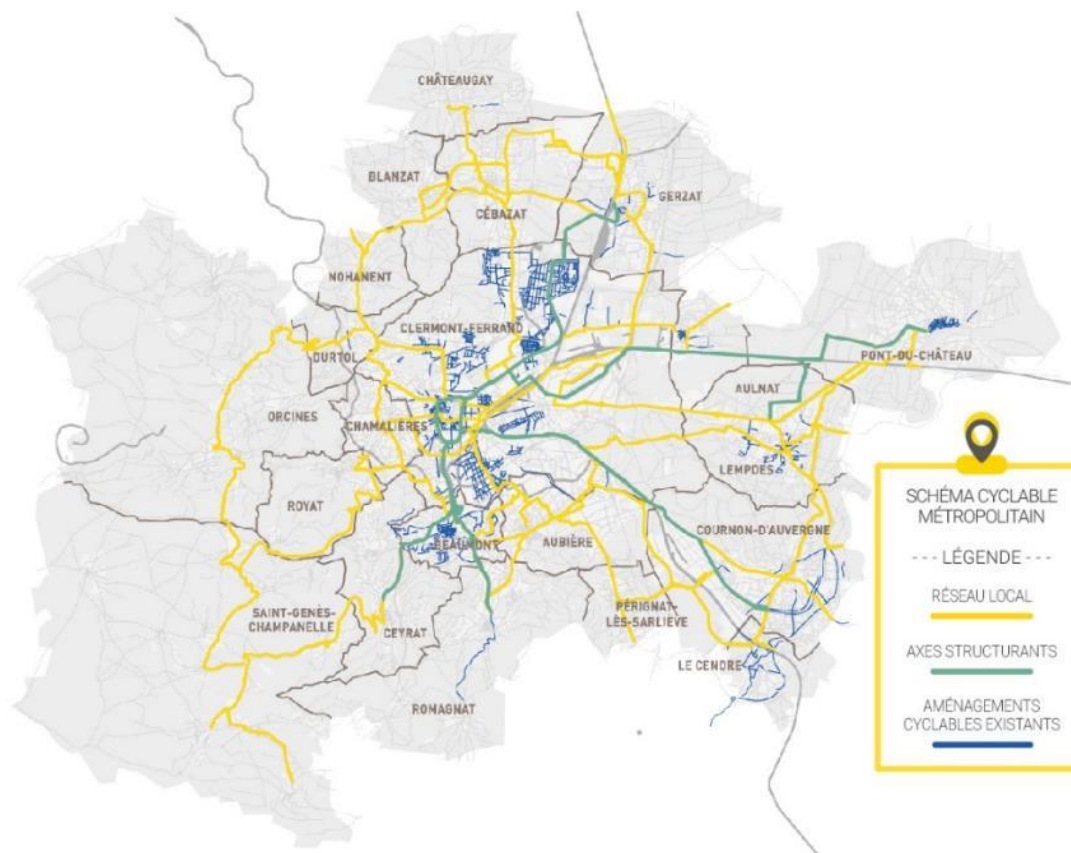 CHÂTEAUGAY
BLANZAT
GERZAT
CÉBAZAT
NOHANENT
CLERMONT-FERRAND
DURTOL
PONT-DU-CHÂTEAU
AULNAT
ORCINES
CHAMALIÈRES
LEMPDES
ROYAT
COURNON-D'AUVERGNE
BEAUMONT
AUBIÈRE
SAINT-GENÈS-
CHAMPANELLE
PÉRIGNAT-
LÈS-SARLIÈVE
CEYRAT
LE CENDRE
ROMAGNAT
SCHÉMA CYCLABLE
MÉTROPOLITAIN
---- LÉGENDE ----
RÉSEAU LOCAL
AXES STRUCTURANTS
AMÉNAGEMENTS
CYCLABLES EXISTANTS